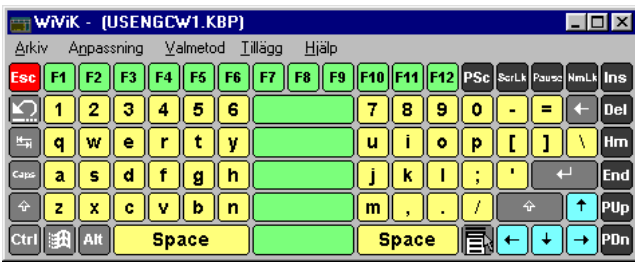 WiViK - (USENGCW1.KBP)
Arkiv Anpassning Valmetod Tillägg Hjälp
Esc F1 F2 F3 F4 F5 F6 F7 F8 F9 F10 F11 F12 PSc ScrLk Pause NmLk Ins
1 2 3 4 5 6 7 8 9 0 - = ← Del
q w e r t y u i o p [ ] \ Hm
Caps a s d f g h j k l ; ' End
z x c v b n m , . / ↑ PUp
Ctrl Alt Space Space ← ↓ → PDn